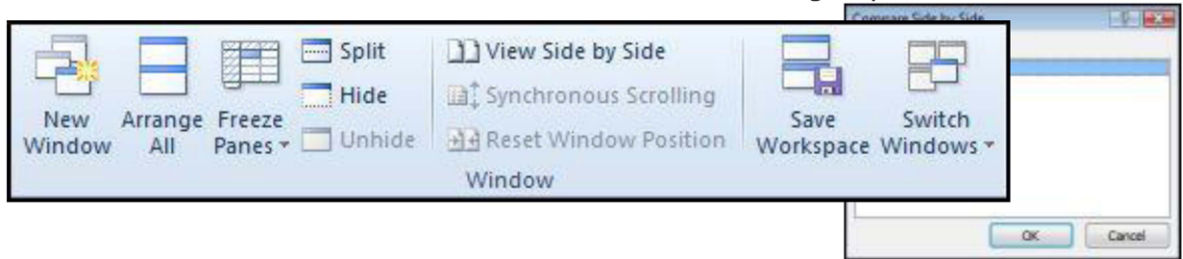 Compare Side by Side
New Window
Arrange All
Freeze Panes
Split
Hide
Unhide
View Side by Side
Synchronous Scrolling
Reset Window Position
Save Workspace
Switch Windows
Window
OK
Cancel